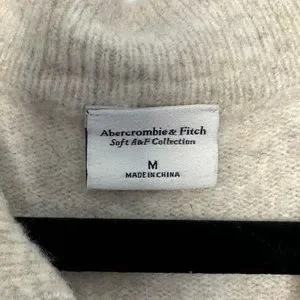 Abercrombie & Fitch
Soft A&F Collection
M
MADE IN CHINA